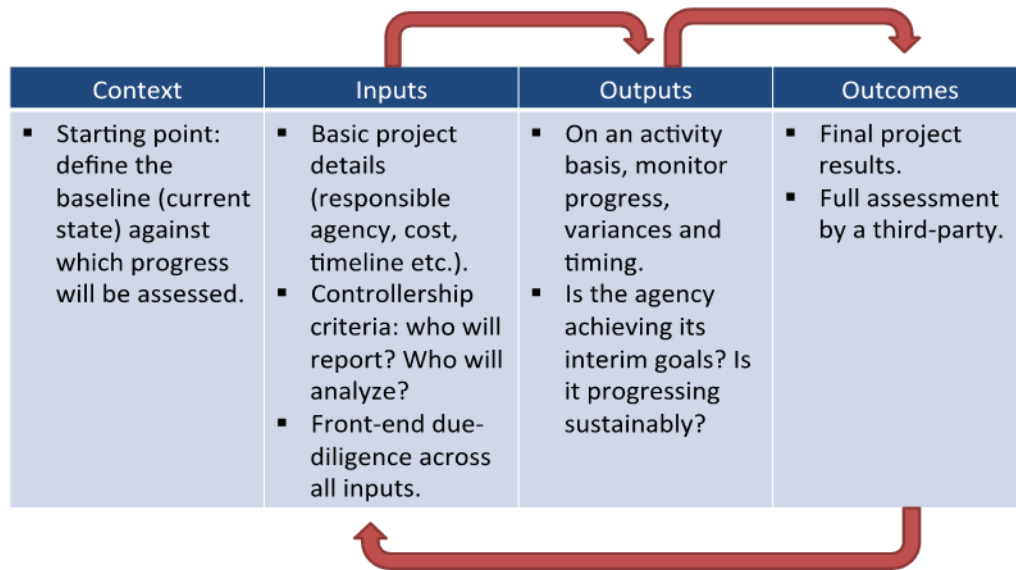 Context
▪ Starting point:
define the
baseline (current
state) against
which progress
will be assessed.
Inputs
▪ Basic project
details
(responsible
agency, cost,
timeline etc.).
▪ Controllership
criteria: who will
report? Who will
analyze?
▪ Front-end due-
diligence across
all inputs.
Outputs
▪ On an activity
basis, monitor
progress,
variances and
timing.
▪ Is the agency
achieving its
interim goals? Is
it progressing
sustainably?
Outcomes
▪ Final project
results.
▪ Full assessment
by a third-party.